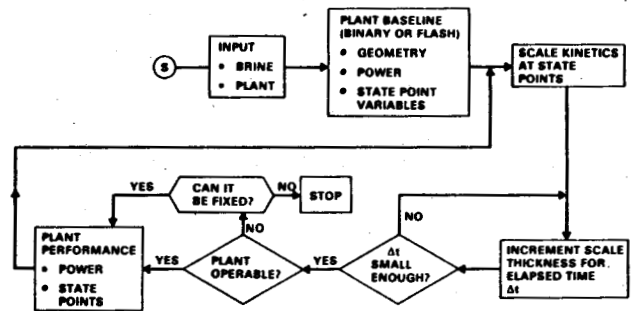 S
INPUT
• BRINE
• PLANT
PLANT BASELINE
(BINARY OR FLASH)
• GEOMETRY
• POWER
• STATE POINT
VARIABLES
SCALE KINETICS
AT STATE
POINTS
YES
CAN IT
BE FIXED?
NO
STOP
NO
NO
PLANT
PERFORMANCE
• POWER
• STATE
POINTS
YES
PLANT
OPERABLE?
YES
Δt
SMALL
ENOUGH?
INCREMENT SCALE
THICKNESS FOR
ELAPSED TIME
Δt